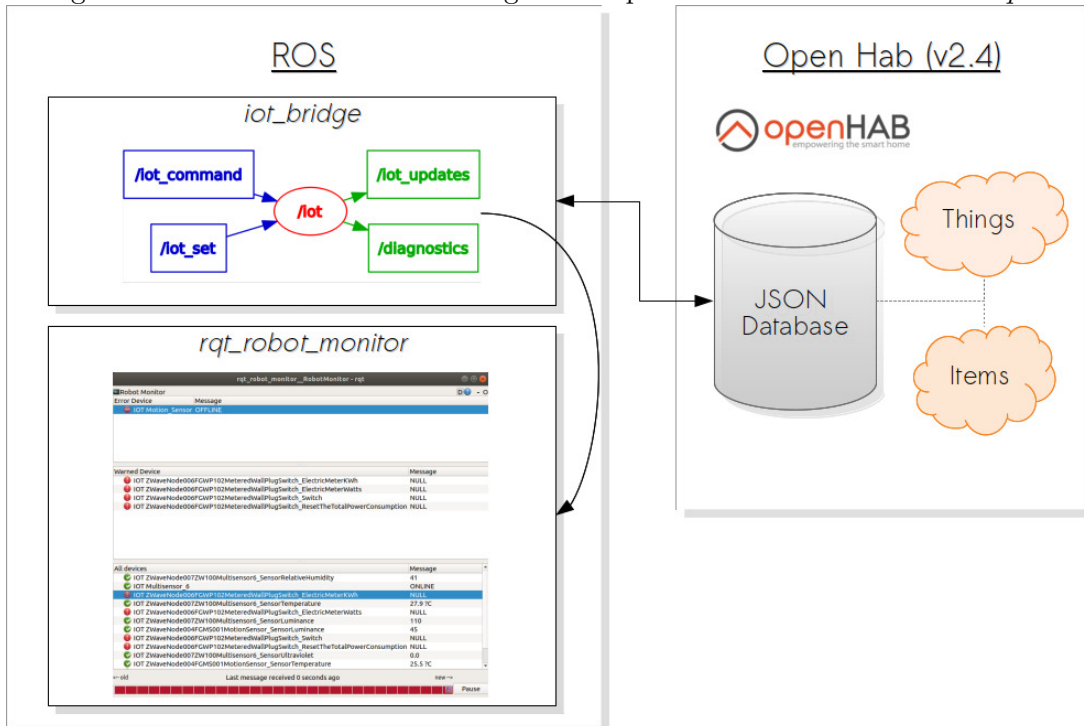 ROS
iot_bridge
/iot_command
/iot_updates
/iot
/iot_set
/diagnostics
rqt_robot_monitor
rqt_robot_monitor__RobotMonitor - rqt
Robot Monitor
Error Device Message
IOT Motion_Sensor OFFLINE
Warned Device Message
IOT ZWaveNode006FGWP102MeteredWallPlugSwitch_ElectricMeterKWh NULL
IOT ZWaveNode006FGWP102MeteredWallPlugSwitch_ElectricMeterWatts NULL
IOT ZWaveNode006FGWP102MeteredWallPlugSwitch_Switch NULL
IOT ZWaveNode006FGWP102MeteredWallPlugSwitch_ResetTheTotalPowerConsumption NULL
All devices Message
IOT ZWaveNode007ZW100Multisensor6_SensorRelativeHumidity 41
IOT Multisensor_6 ONLINE
IOT ZWaveNode006FGWP102MeteredWallPlugSwitch_ElectricMeterKWh NULL
IOT ZWaveNode007ZW100Multisensor6_SensorTemperature 27.9 ?C
IOT ZWaveNode006FGWP102MeteredWallPlugSwitch_ElectricMeterWatts NULL
IOT ZWaveNode007ZW100Multisensor6_SensorLuminance 110
IOT ZWaveNode004FGMS001MotionSensor_SensorLuminance 45
IOT ZWaveNode006FGWP102MeteredWallPlugSwitch_Switch NULL
IOT ZWaveNode006FGWP102MeteredWallPlugSwitch_ResetTheTotalPowerConsumption NULL
IOT ZWaveNode007ZW100Multisensor6_SensorUltraviolet 0.0
IOT ZWaveNode004FGMS001MotionSensor_SensorTemperature 25.5 ?C
<--old Last message received 0 seconds ago new-->
Pause
Open Hab (v2.4)
openHAB
empowering the smart home
Things
JSON
Database
Items